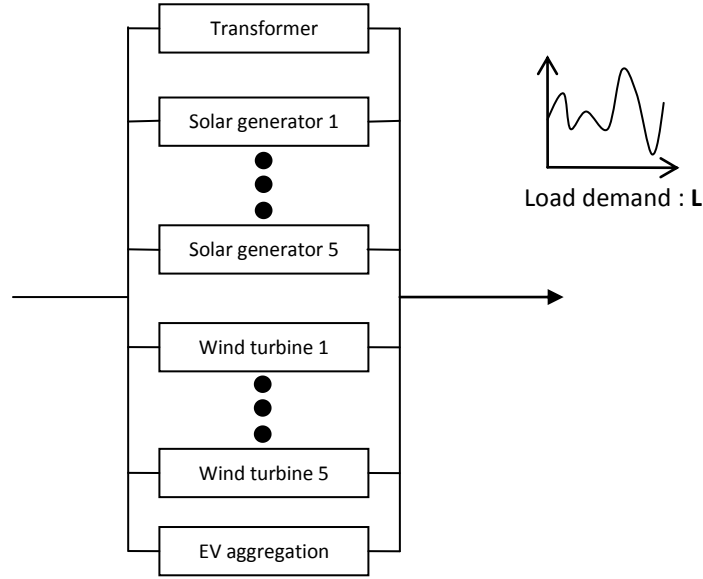 Transformer
Solar generator 1
Solar generator 5
Wind turbine 1
Wind turbine 5
EV aggregation
Load demand : L